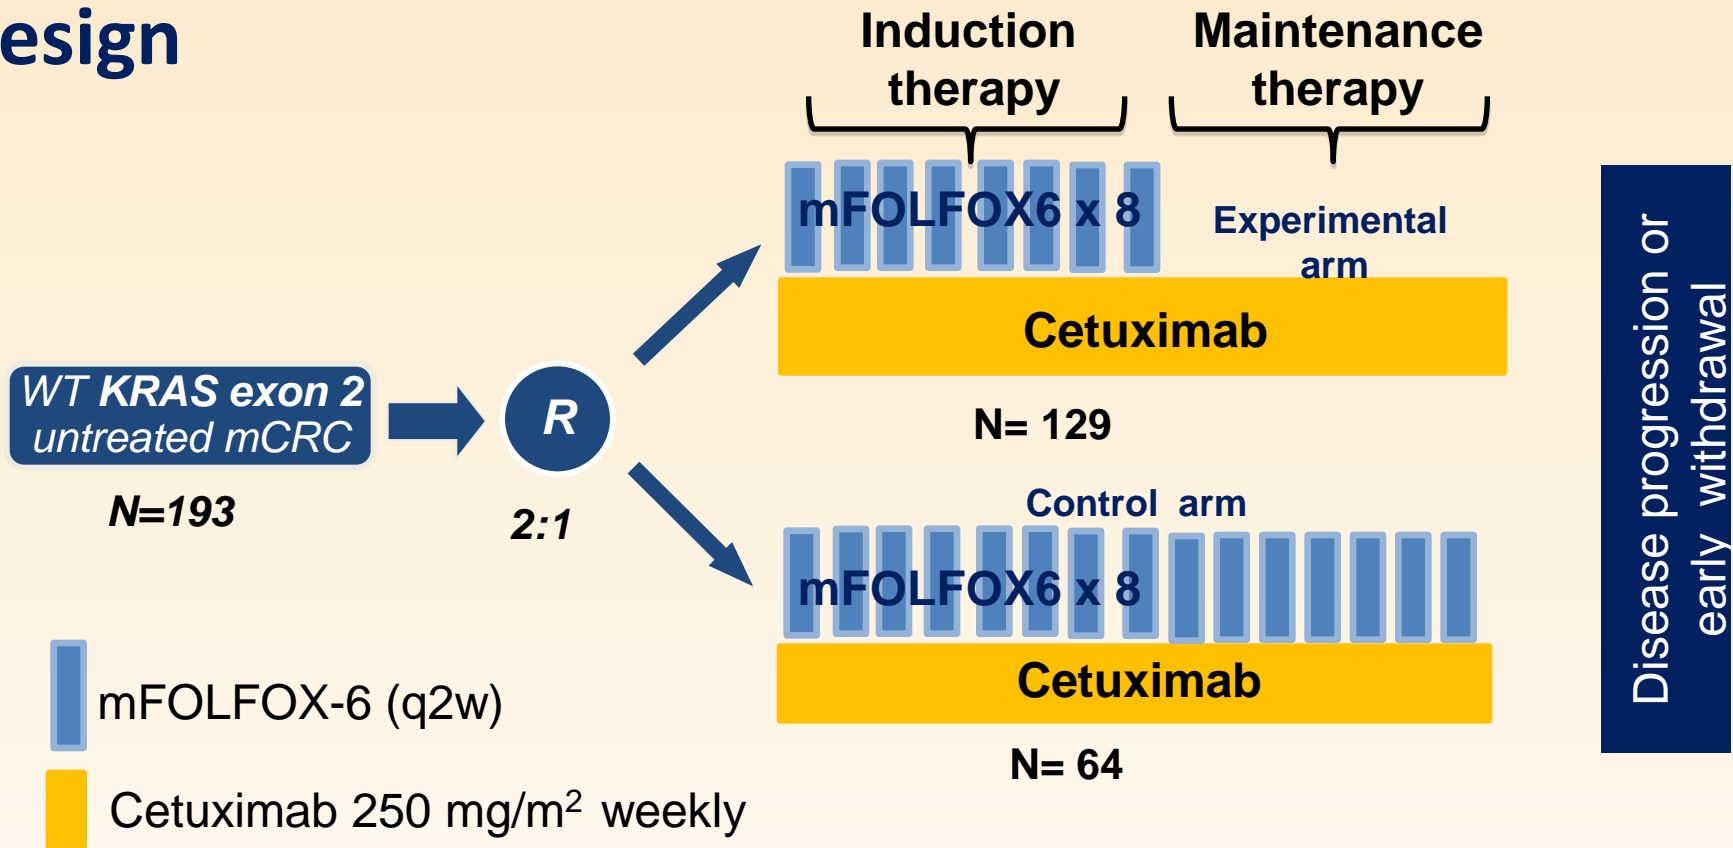 esign
Induction
therapy
Maintenance
therapy
mFOLFOX6 x 8
Experimental
arm
Cetuximab
N= 129
WT KRAS exon 2
untreated mCRC
N=193
R
2:1
Control arm
mFOLFOX6 x 8
Cetuximab
N= 64
mFOLFOX-6 (q2w)
Cetuximab 250 mg/m² weekly
Disease progression or
early withdrawal